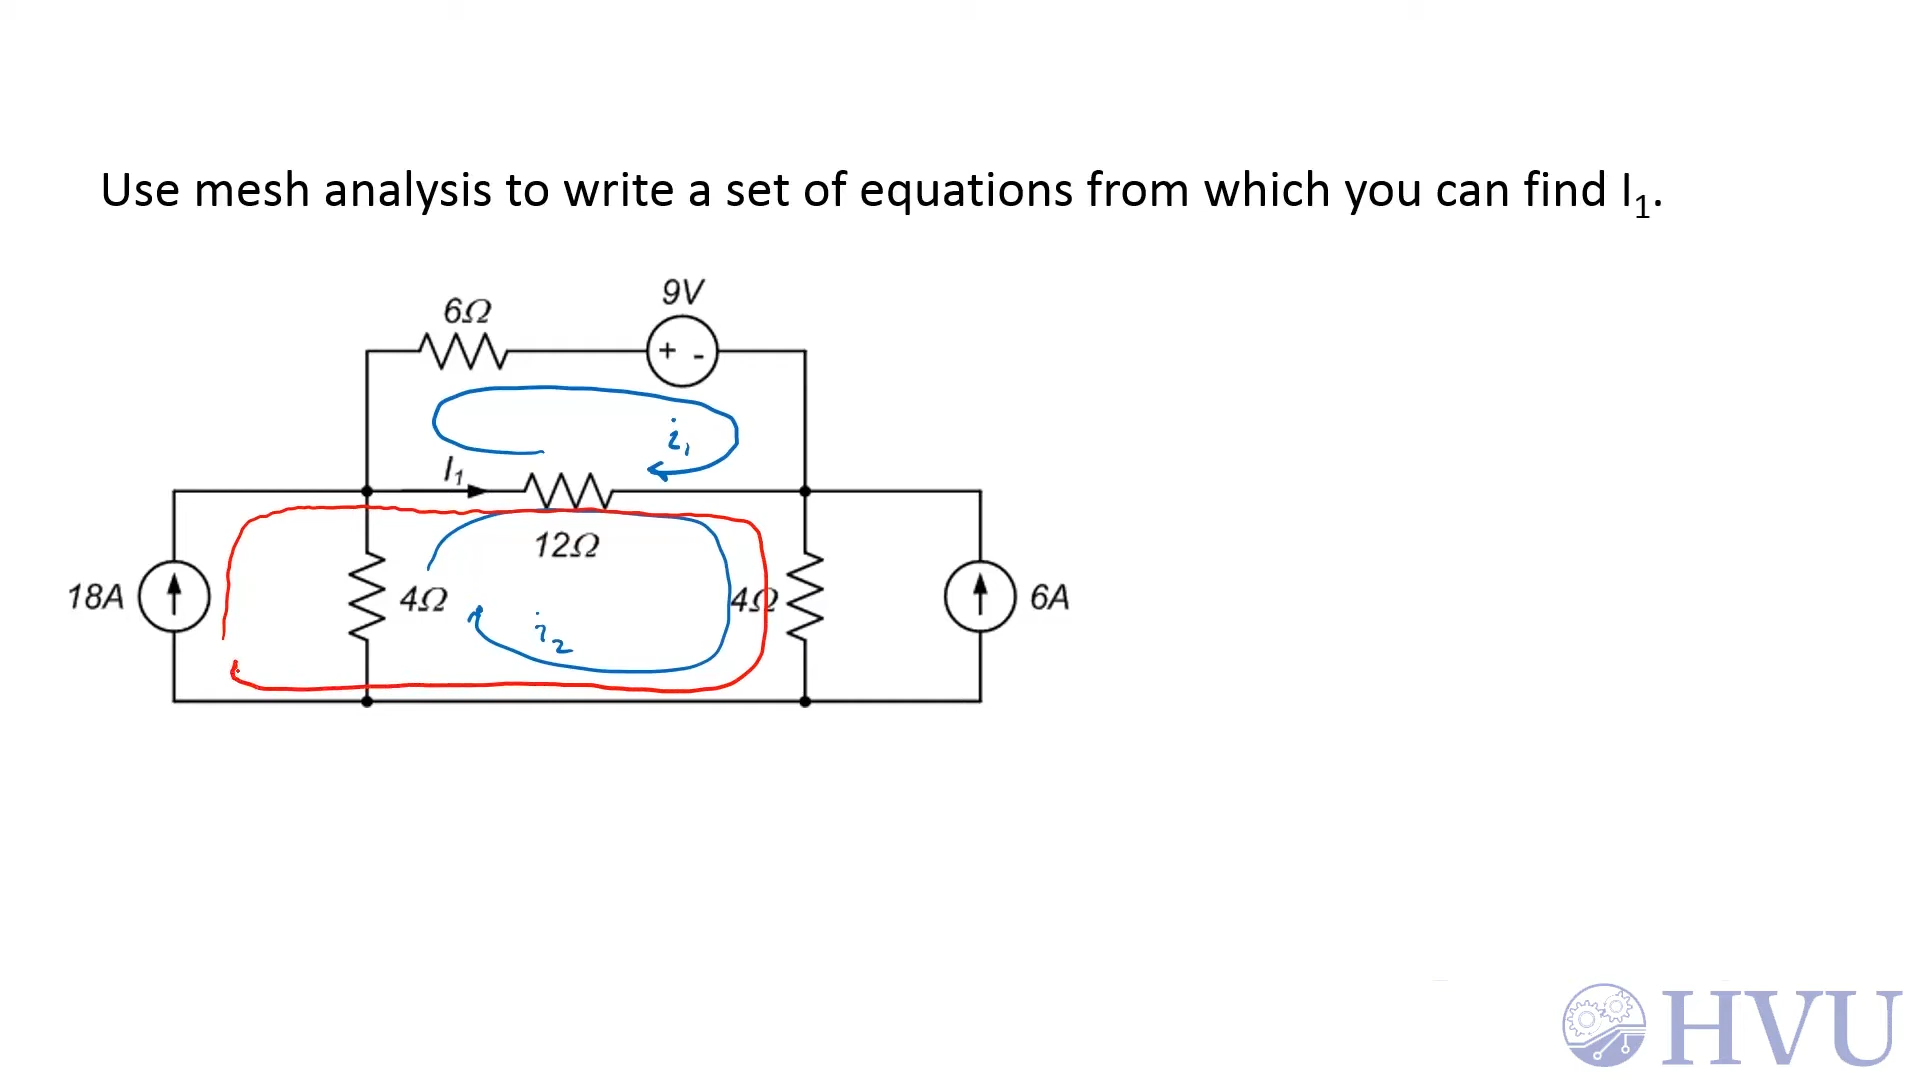 Use mesh analysis to write a set of equations from which you can find I₁.
9V
6Ω
+ -
i₁
I₁
12Ω
18A
4Ω
4Ω
6A
i₂
HVU